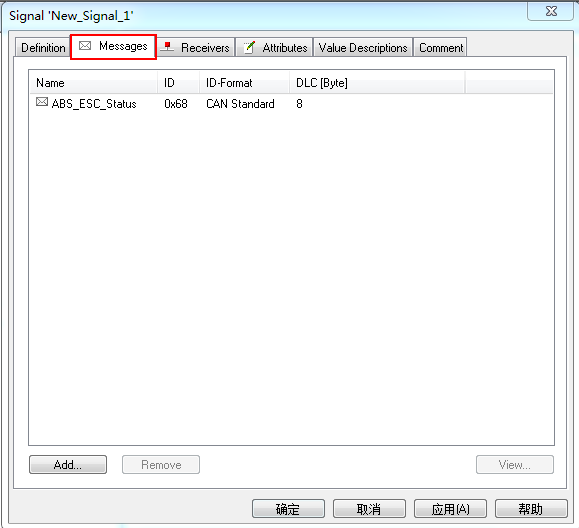 Signal 'New_Signal_1'
Definition Messages Receivers Attributes Value Descriptions Comment
Name ID ID-Format DLC [Byte]
ABS_ESC_Status 0x68 CAN Standard 8
Add... Remove View...
确定 取消 应用(A) 帮助